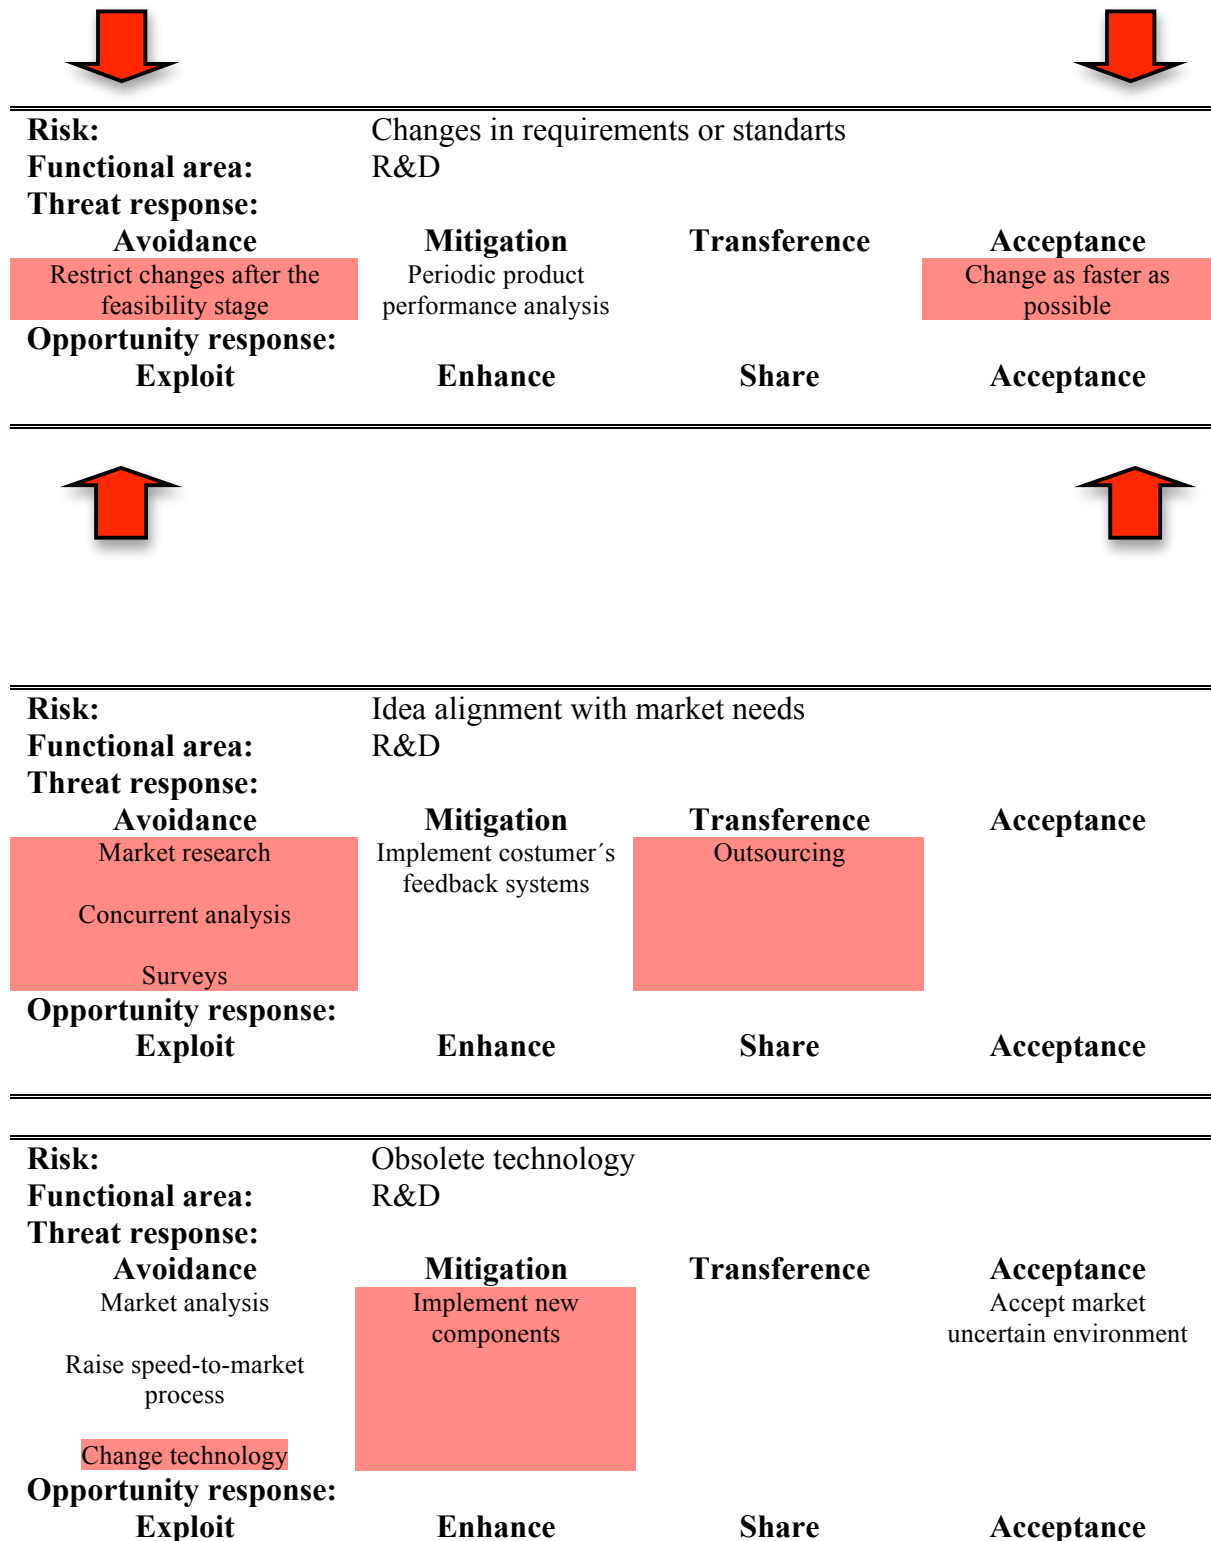 Risk: Changes in requirements or standarts
Functional area: R&D
Threat response:
Avoidance Mitigation Transference Acceptance
Restrict changes after the Periodic product Change as faster as
feasibility stage performance analysis possible
Opportunity response:
Exploit Enhance Share Acceptance
Risk: Idea alignment with market needs
Functional area: R&D
Threat response:
Avoidance Mitigation Transference Acceptance
Market research Implement costumer´s Outsourcing
feedback systems
Concurrent analysis
Surveys
Opportunity response:
Exploit Enhance Share Acceptance
Risk: Obsolete technology
Functional area: R&D
Threat response:
Avoidance Mitigation Transference Acceptance
Market analysis Implement new Accept market
components uncertain environment
Raise speed-to-market
process
Change technology
Opportunity response:
Exploit Enhance Share Acceptance